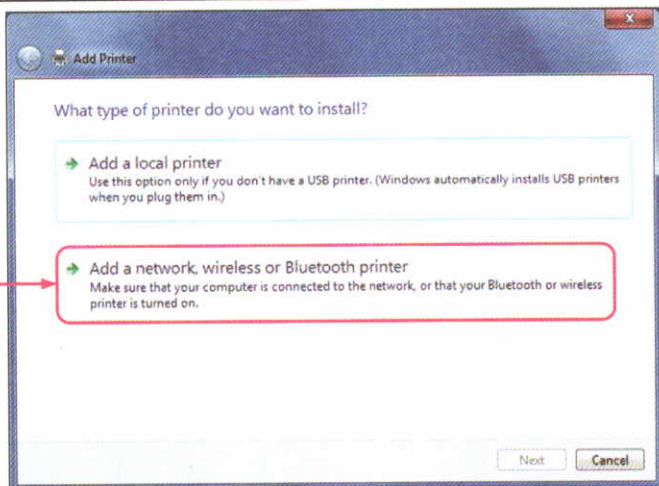 Add Printer
What type of printer do you want to install?
Add a local printer
Use this option only if you don't have a USB printer. (Windows automatically installs USB printers
when you plug them in.)
Add a network, wireless or Bluetooth printer
Make sure that your computer is connected to the network, or that your Bluetooth or wireless
printer is turned on.
Next Cancel